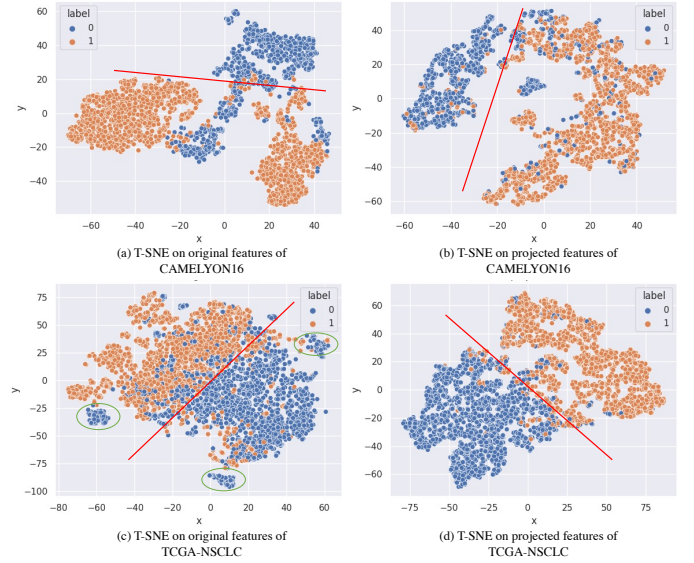 label
0
1
60
40
20
0
−20
−40
y
−60 −40 −20 0 20 40
x
(a) T-SNE on original features of
CAMELYON16
label
0
1
40
20
0
−20
−40
−60
y
−60 −40 −20 0 20 40
x
(b) T-SNE on projected features of
CAMELYON16
label
0
1
75
50
25
0
−25
−50
−75
−100
y
−80 −60 −40 −20 0 20 40 60 80
x
(c) T-SNE on original features of
TCGA-NSCLC
label
0
1
60
40
20
0
−20
−40
−60
y
−75 −50 −25 0 25 50 75
x
(d) T-SNE on projected features of
TCGA-NSCLC